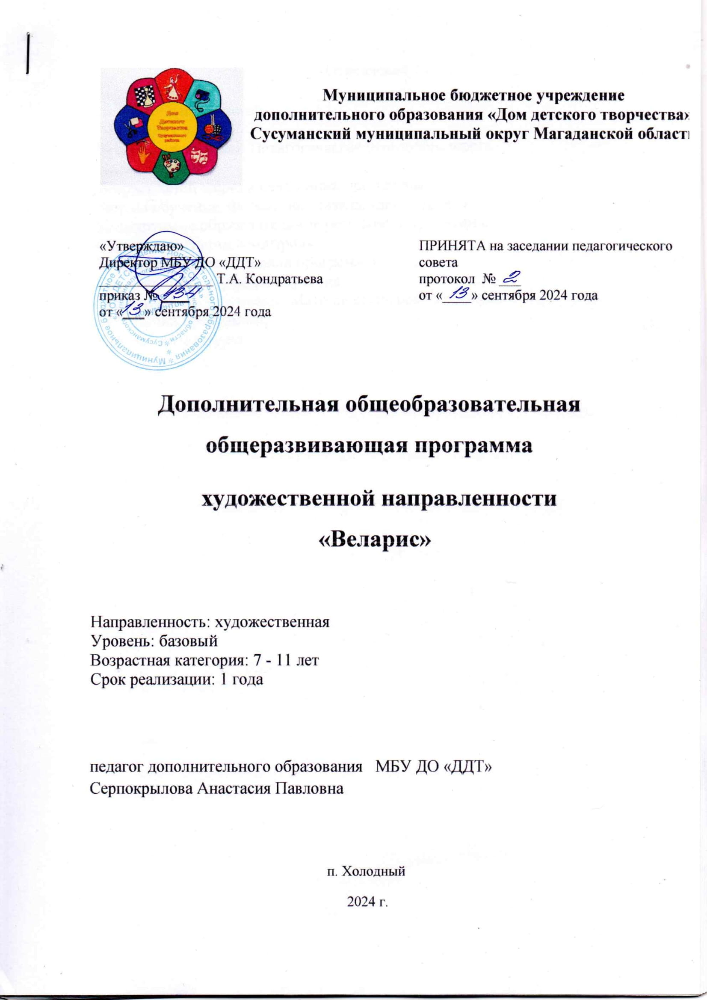 Дом
Детского
Творчества
Сусуманского
района
Муниципальное бюджетное учреждение
дополнительного образования «Дом детского творчества»
Сусуманский муниципальный округ Магаданской област
«Утверждаю»
Директор МБУ ДО «ДДТ»
Т.А. Кондратьева
приказ № 134
от «13» сентября 2024 года
ПРИНЯТА на заседании педагогического
совета
протокол № 2
от «13» сентября 2024 года
Дополнительная общеобразовательная
общеразвивающая программа
художественной направленности
«Веларис»
Направленность: художественная
Уровень: базовый
Возрастная категория: 7 - 11 лет
Срок реализации: 1 года
педагог дополнительного образования МБУ ДО «ДДТ»
Серпокрылова Анастасия Павловна
п. Холодный
2024 г.